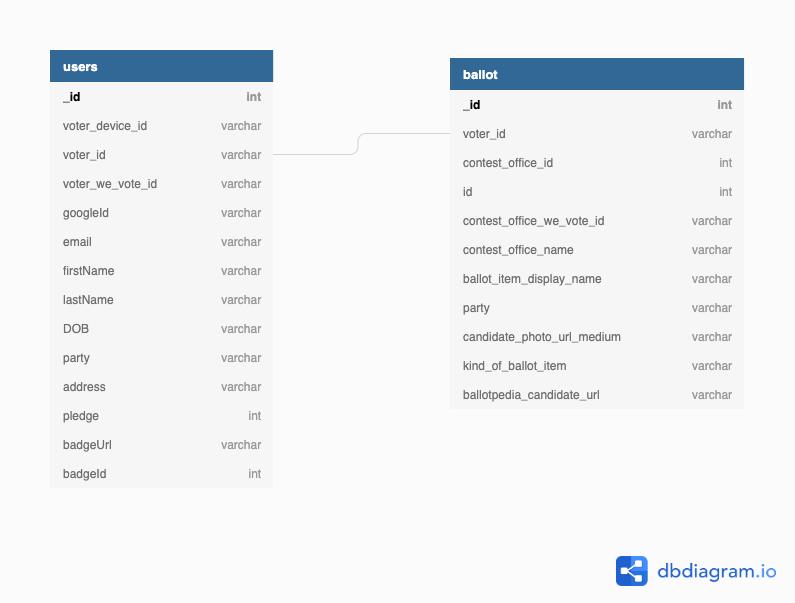 users
_id int
voter_device_id varchar
voter_id varchar
voter_we_vote_id varchar
googleId varchar
email varchar
firstName varchar
lastName varchar
DOB varchar
party varchar
address varchar
pledge int
badgeUrl varchar
badgeId int
ballot
_id int
voter_id varchar
contest_office_id int
id int
contest_office_we_vote_id varchar
contest_office_name varchar
ballot_item_display_name varchar
party varchar
candidate_photo_url_medium varchar
kind_of_ballot_item varchar
ballotpedia_candidate_url varchar
dbdiagram.io